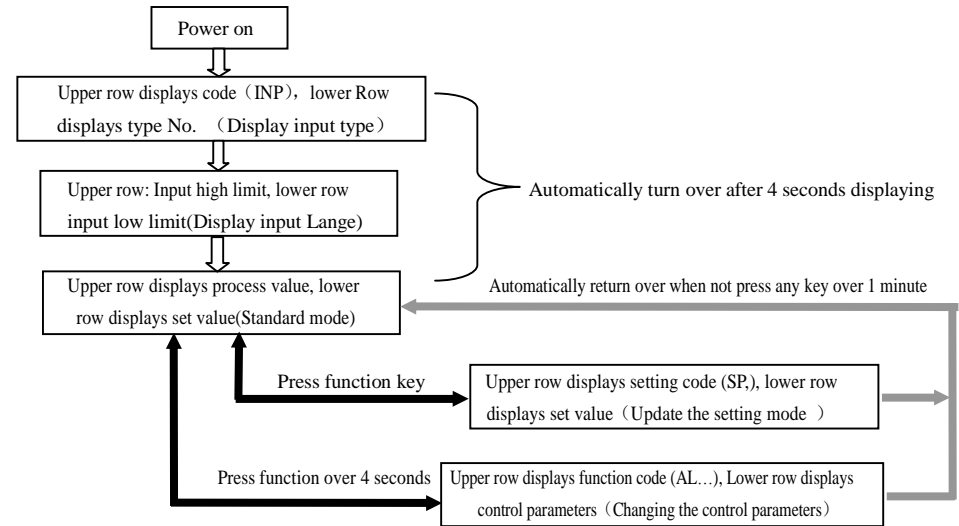 Power on
Upper row displays code（INP），lower Row
displays type No. （Display input type）
Upper row: Input high limit, lower row
input low limit(Display input Lange)
Automatically turn over after 4 seconds displaying
Upper row displays process value, lower
row displays set value(Standard mode)
Automatically return over when not press any key over 1 minute
Press function key
Upper row displays setting code (SP,), lower row
displays set value（Update the setting mode ）
Press function over 4 seconds
Upper row displays function code (AL…), Lower row displays
control parameters（Changing the control parameters）